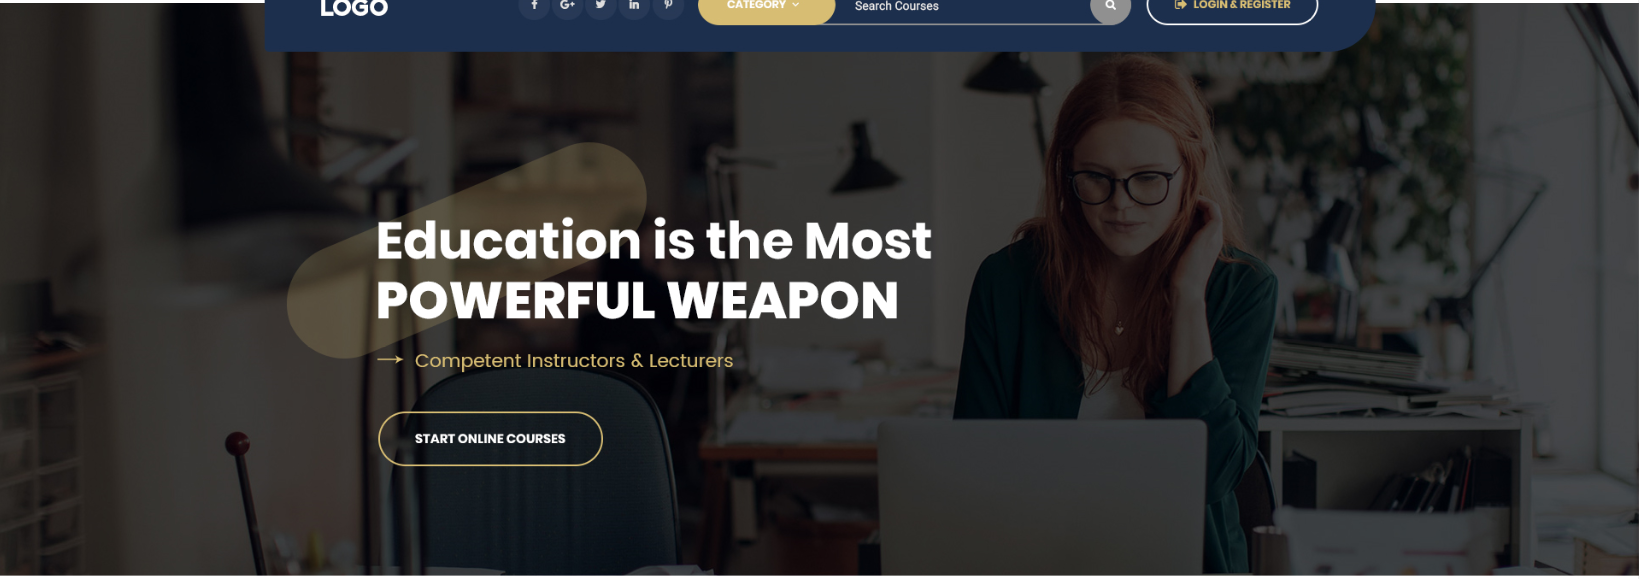 LOGO
CATEGORY
Search Courses
LOGIN & REGISTER
Education is the Most
POWERFUL WEAPON
Competent Instructors & Lecturers
START ONLINE COURSES